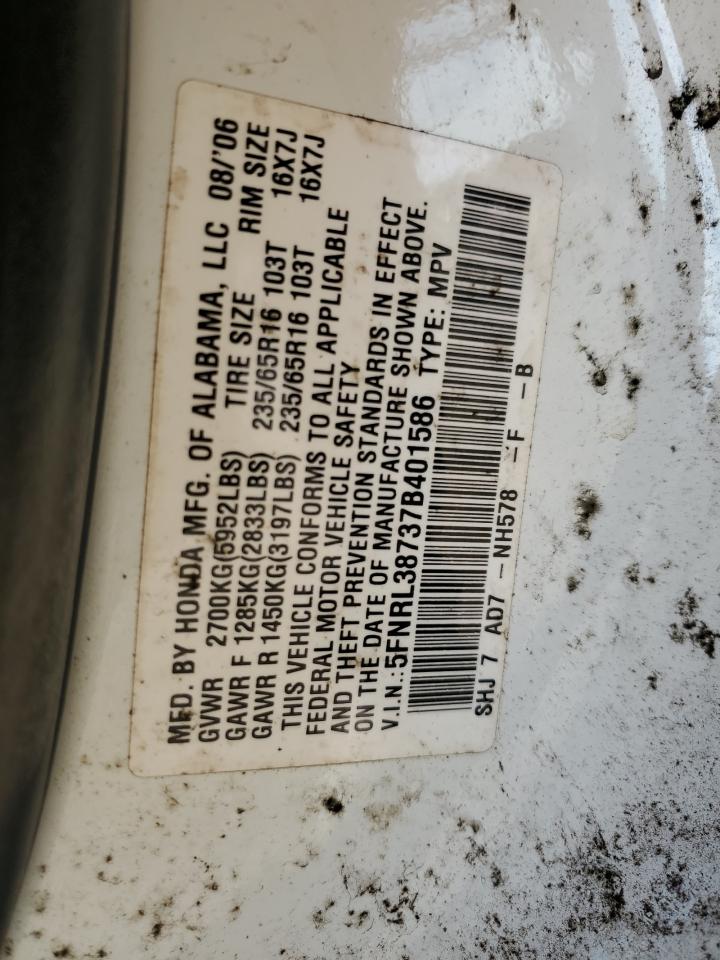 MFD. BY HONDA MFG. OF ALABAMA, LLC 08/'06
GVWR 2700KG(5952LBS) TIRE SIZE RIM SIZE
GAWR F 1285KG(2833LBS) 235/65R16 103T 16X7J
GAWR R 1450KG(3197LBS) 235/65R16 103T 16X7J
THIS VEHICLE CONFORMS TO ALL APPLICABLE
FEDERAL MOTOR VEHICLE SAFETY
AND THEFT PREVENTION STANDARDS IN EFFECT
ON THE DATE OF MANUFACTURE SHOWN ABOVE.
V.I.N.:5FNRL38737B401586 TYPE: MPV
SHJ 7 AD7 -NH578 -F -B